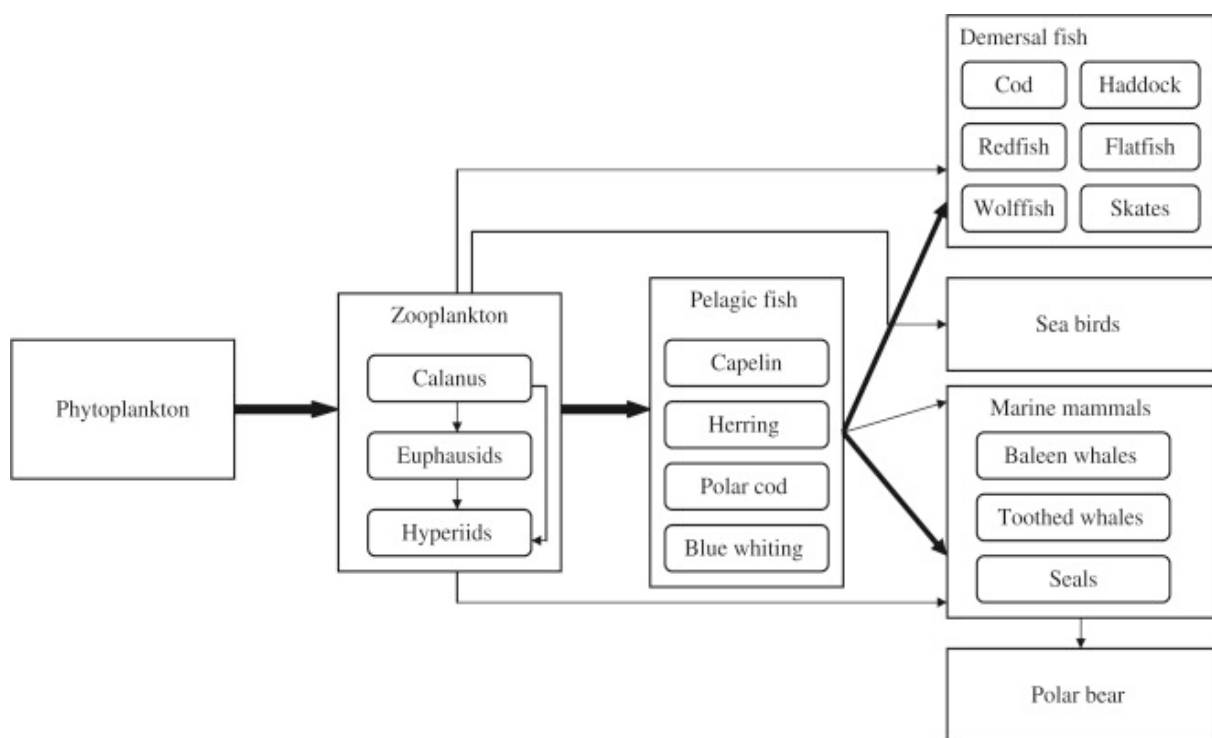 Phytoplankton
Zooplankton
Calanus
Euphausids
Hyperiids
Pelagic fish
Capelin
Herring
Polar cod
Blue whiting
Demersal fish
Cod
Haddock
Redfish
Flatfish
Wolffish
Skates
Sea birds
Marine mammals
Baleen whales
Toothed whales
Seals
Polar bear